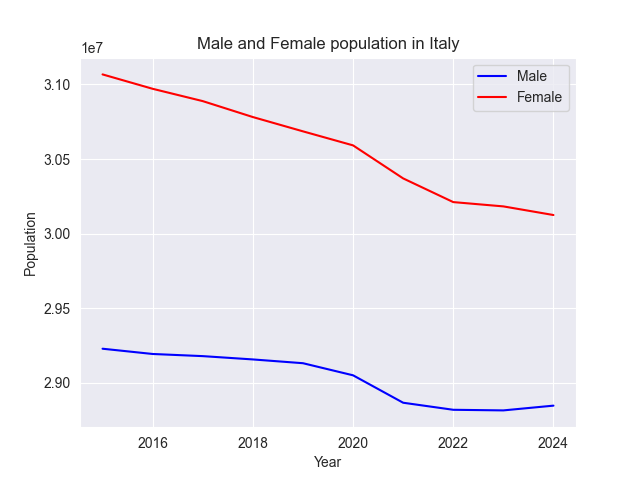 Male and Female population in Italy
1e7
Male
Female
3.10
3.05
3.00
2.95
2.90
Population
2016 2018 2020 2022 2024
Year